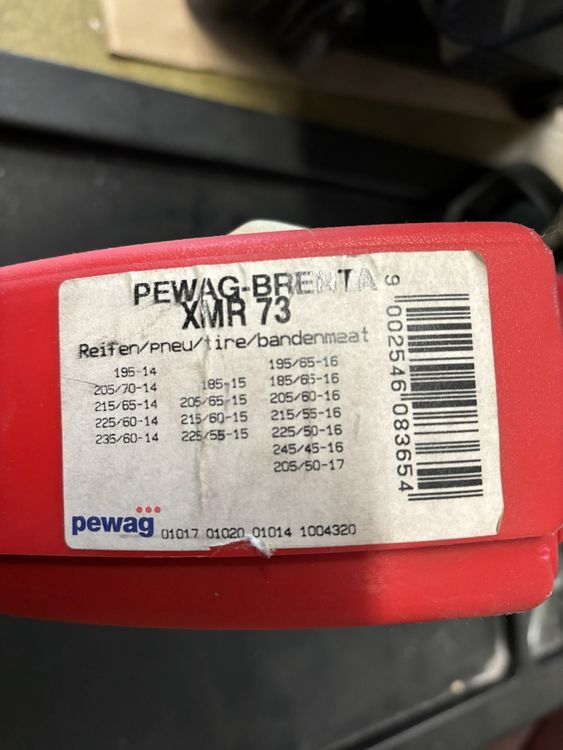 PEWAG-BRENTA
XMR 73
Reifen/pneu/tire/bandenmeat
195-14
205/70-14
215/65-14
225/60-14
235/60-14
185-15
205/65-15
215/60-15
225/55-15
195/65-16
185/65-16
205/60-16
215/55-16
225/50-16
245/45-16
205/50-17
pewag
01017 01020 01014 1004320
9 002546 083654